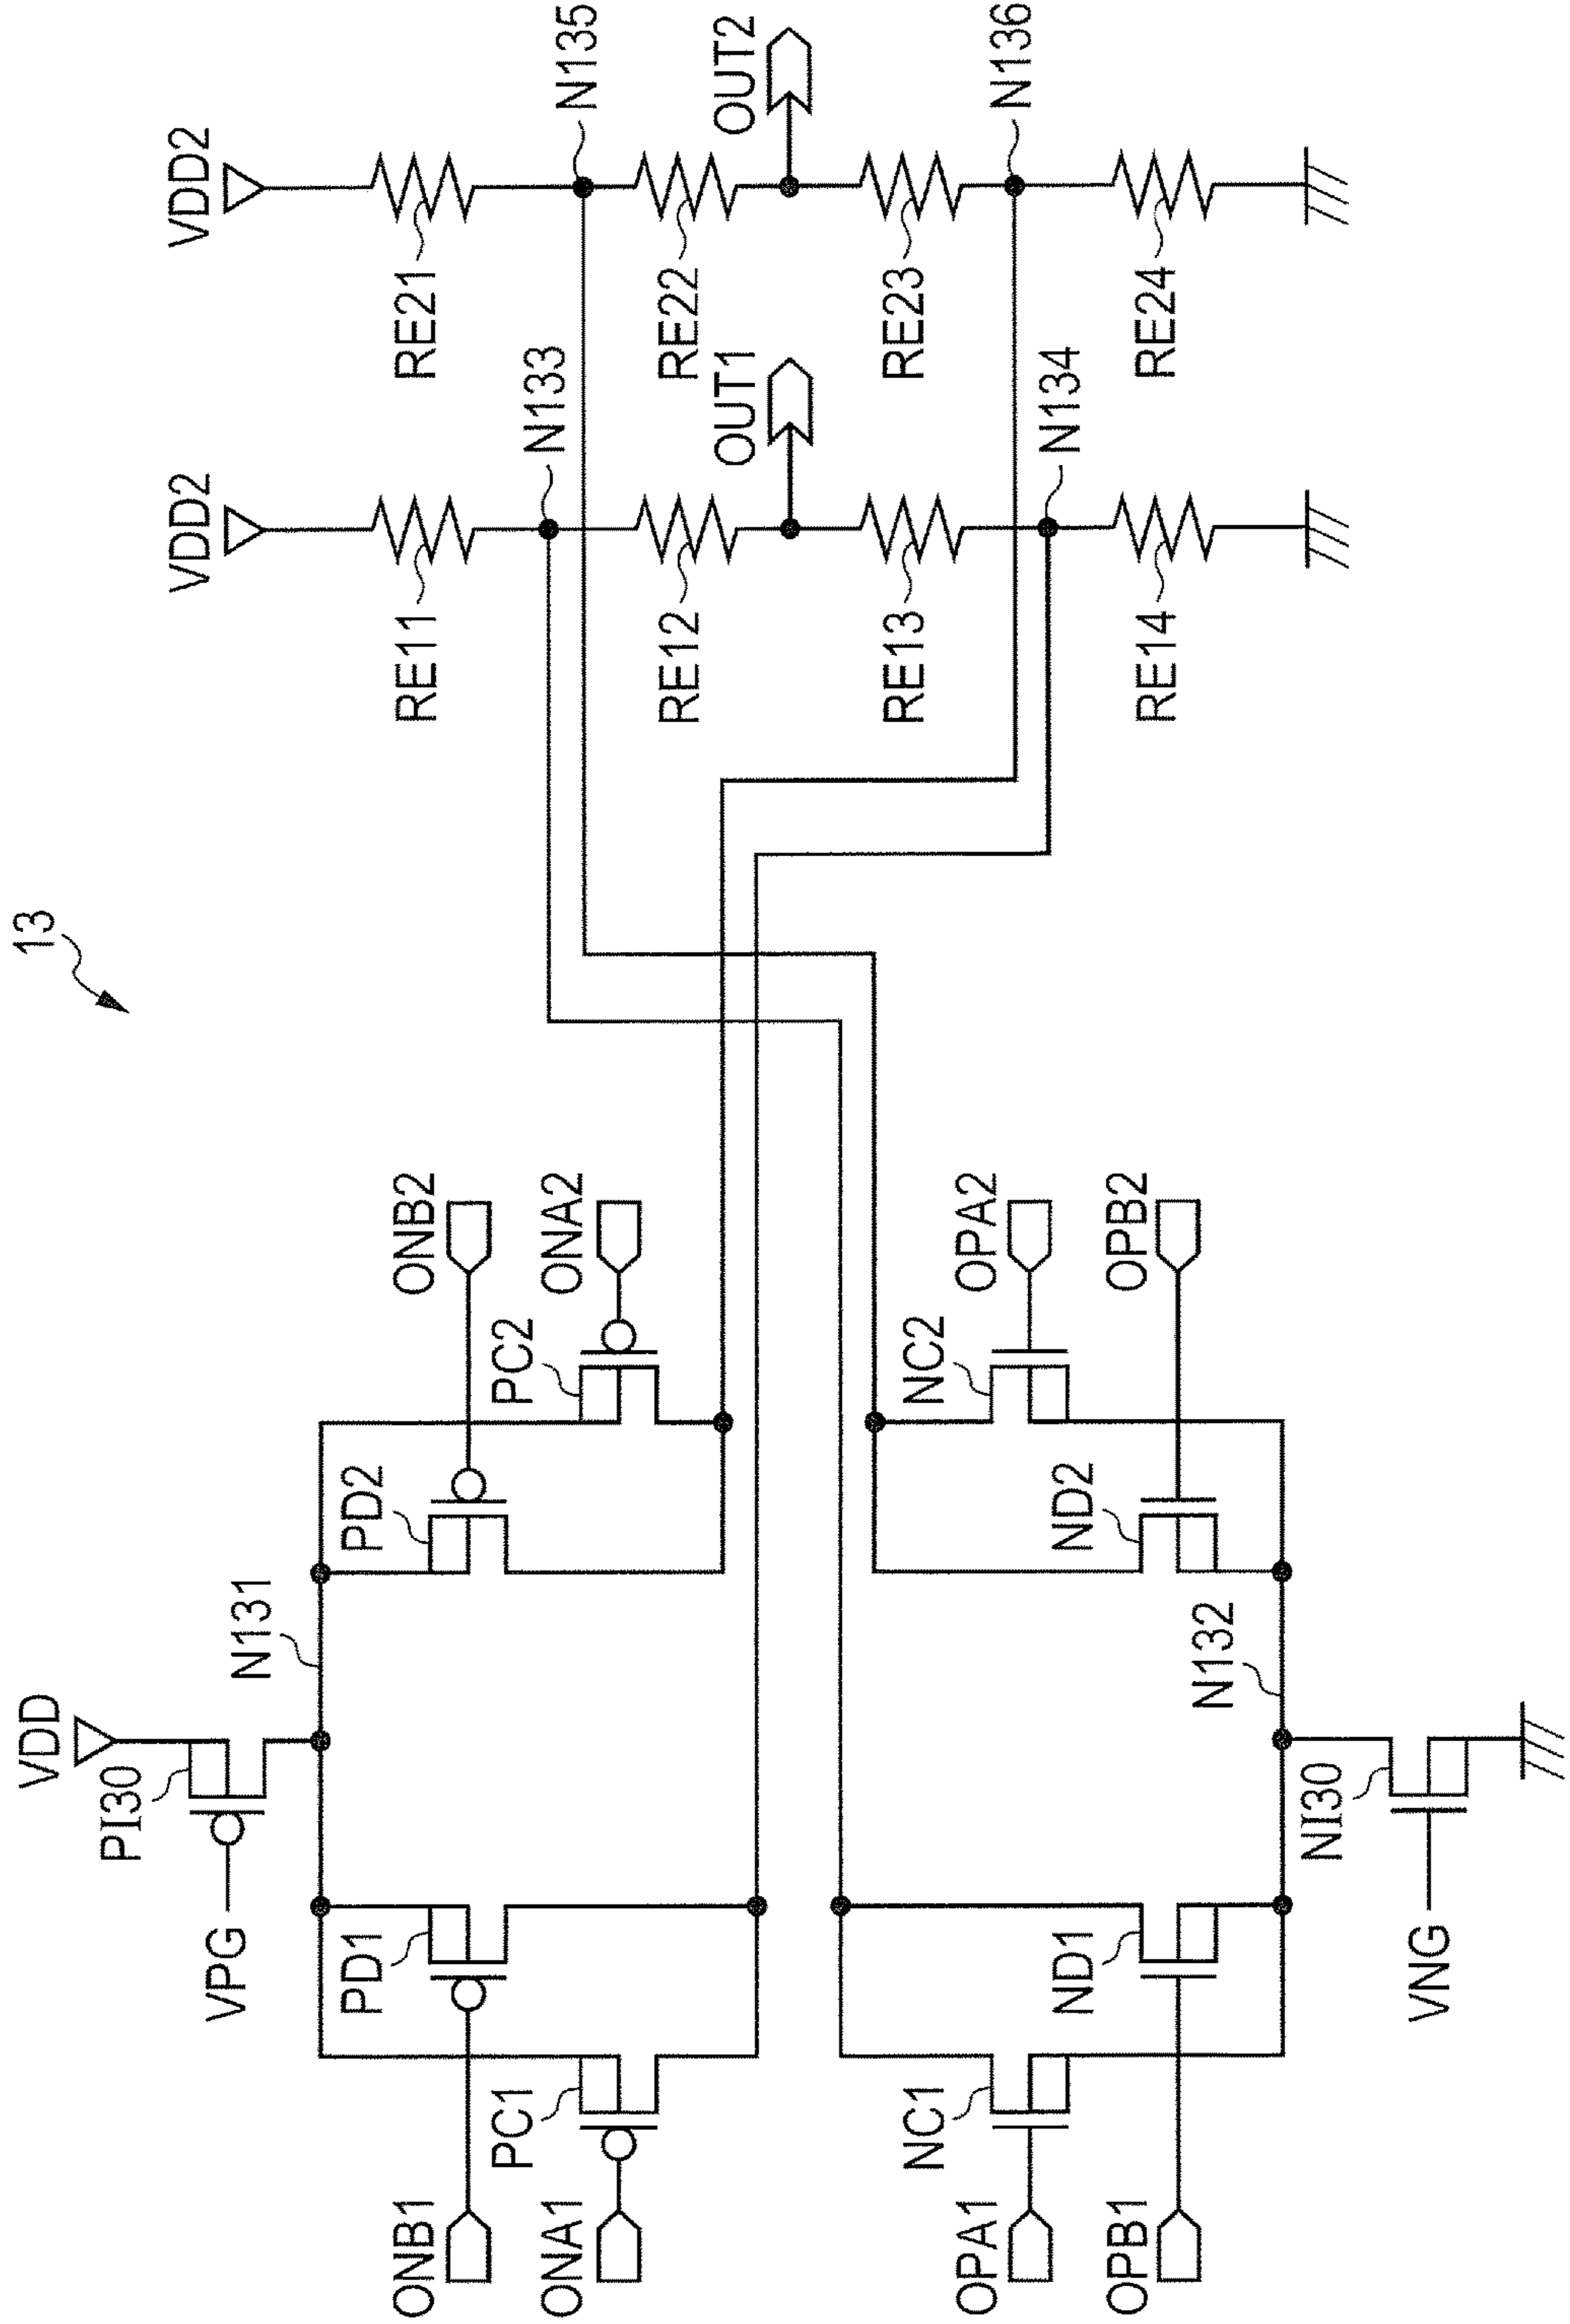 13
VDD
PI30
VPG
N131
PD1
PD2
PC1
PC2
ONB1
ONA1
ONB2
ONA2
OPA1
OPB1
OPA2
OPB2
NC1
ND1
NC2
ND2
N132
NI30
VNG
VDD2
VDD2
RE11
RE21
N133
N135
RE12
RE22
OUT1
OUT2
RE13
RE23
N134
N136
RE14
RE24